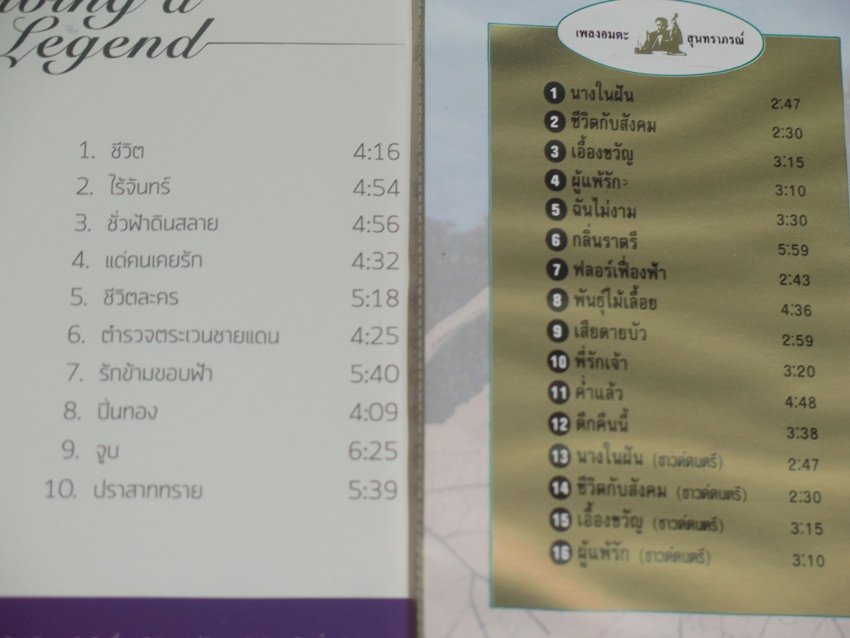 Legend
1. ชีวิต 4:16
2. ไร้จันทร์ 4:54
3. ชั่วฟ้าดินสลาย 4:56
4. แด่คนเคยรัก 4:32
5. ชีวิตละคร 5:18
6. ตำรวจตระเวนชายแดน 4:25
7. รักข้ามขอบฟ้า 5:40
8. ปิ่นทอง 4:09
9. จูบ 6:25
10. ปราสาททราย 5:39
เพลงอมตะ สุนทราภรณ์
1 นางในฝัน 2:47
2 ชีวิตกับสังคม 2:30
3 เอื้องขวัญ 3:15
4 ผู้แพ้รัก 3:10
5 ฉันไม่งาม 3:30
6 กลิ่นราตรี 5:59
7 ฟลอร์เฟื่องฟ้า 2:43
8 พันธุ์ไม้เลื้อย 4:36
9 เสียดายบัว 2:59
10 พี่รักเจ้า 3:20
11 ค่ำแล้ว 4:48
12 ดึกคืนนี้ 3:38
13 นางในฝัน (ซาวด์ดนตรี) 2:47
14 ชีวิตกับสังคม (ซาวด์ดนตรี) 2:30
15 เอื้องขวัญ (ซาวด์ดนตรี) 3:15
16 ผู้แพ้รัก (ซาวด์ดนตรี) 3:10